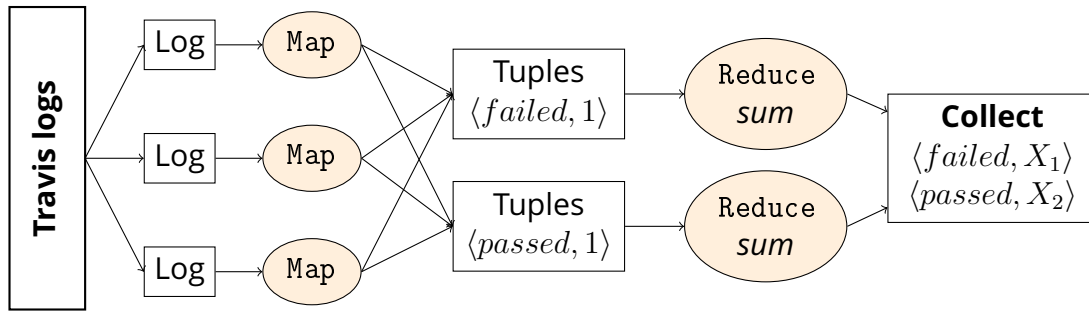 Travis logs
Log
Map
Log
Map
Log
Map
Tuples
⟨failed, 1⟩
Tuples
⟨passed, 1⟩
Reduce
sum
Reduce
sum
Collect
⟨failed, X₁⟩
⟨passed, X₂⟩